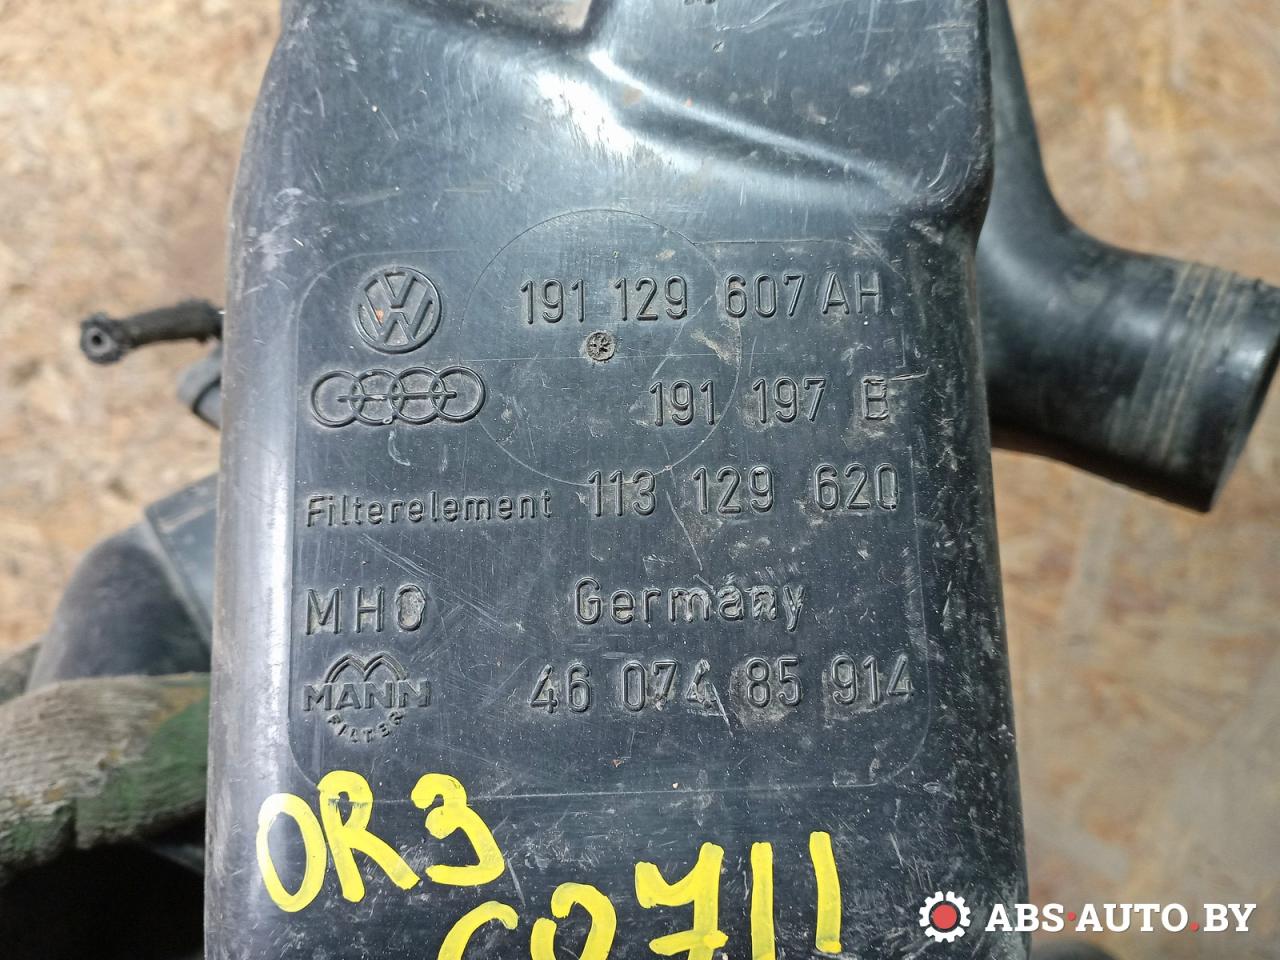 191 129 607 AH
191 197 B
Filterelement 113 129 620
MHO Germany
MANN 46 074 85 914
FILTER
OR3
CO711
ABS-AUTO.BY